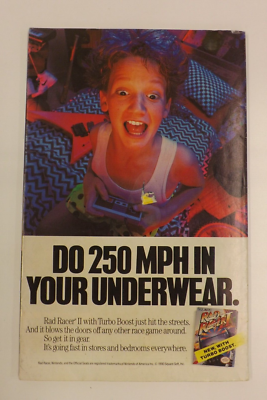 DO 250 MPH IN
YOUR UNDERWEAR.
Rad Racer II with Turbo Boost just hit the streets.
And it blows the doors off any other race game around.
So get it in gear.
It's going fast in stores and bedrooms everywhere.
RAD
RACER
NEW, WITH
TURBO BOOST.